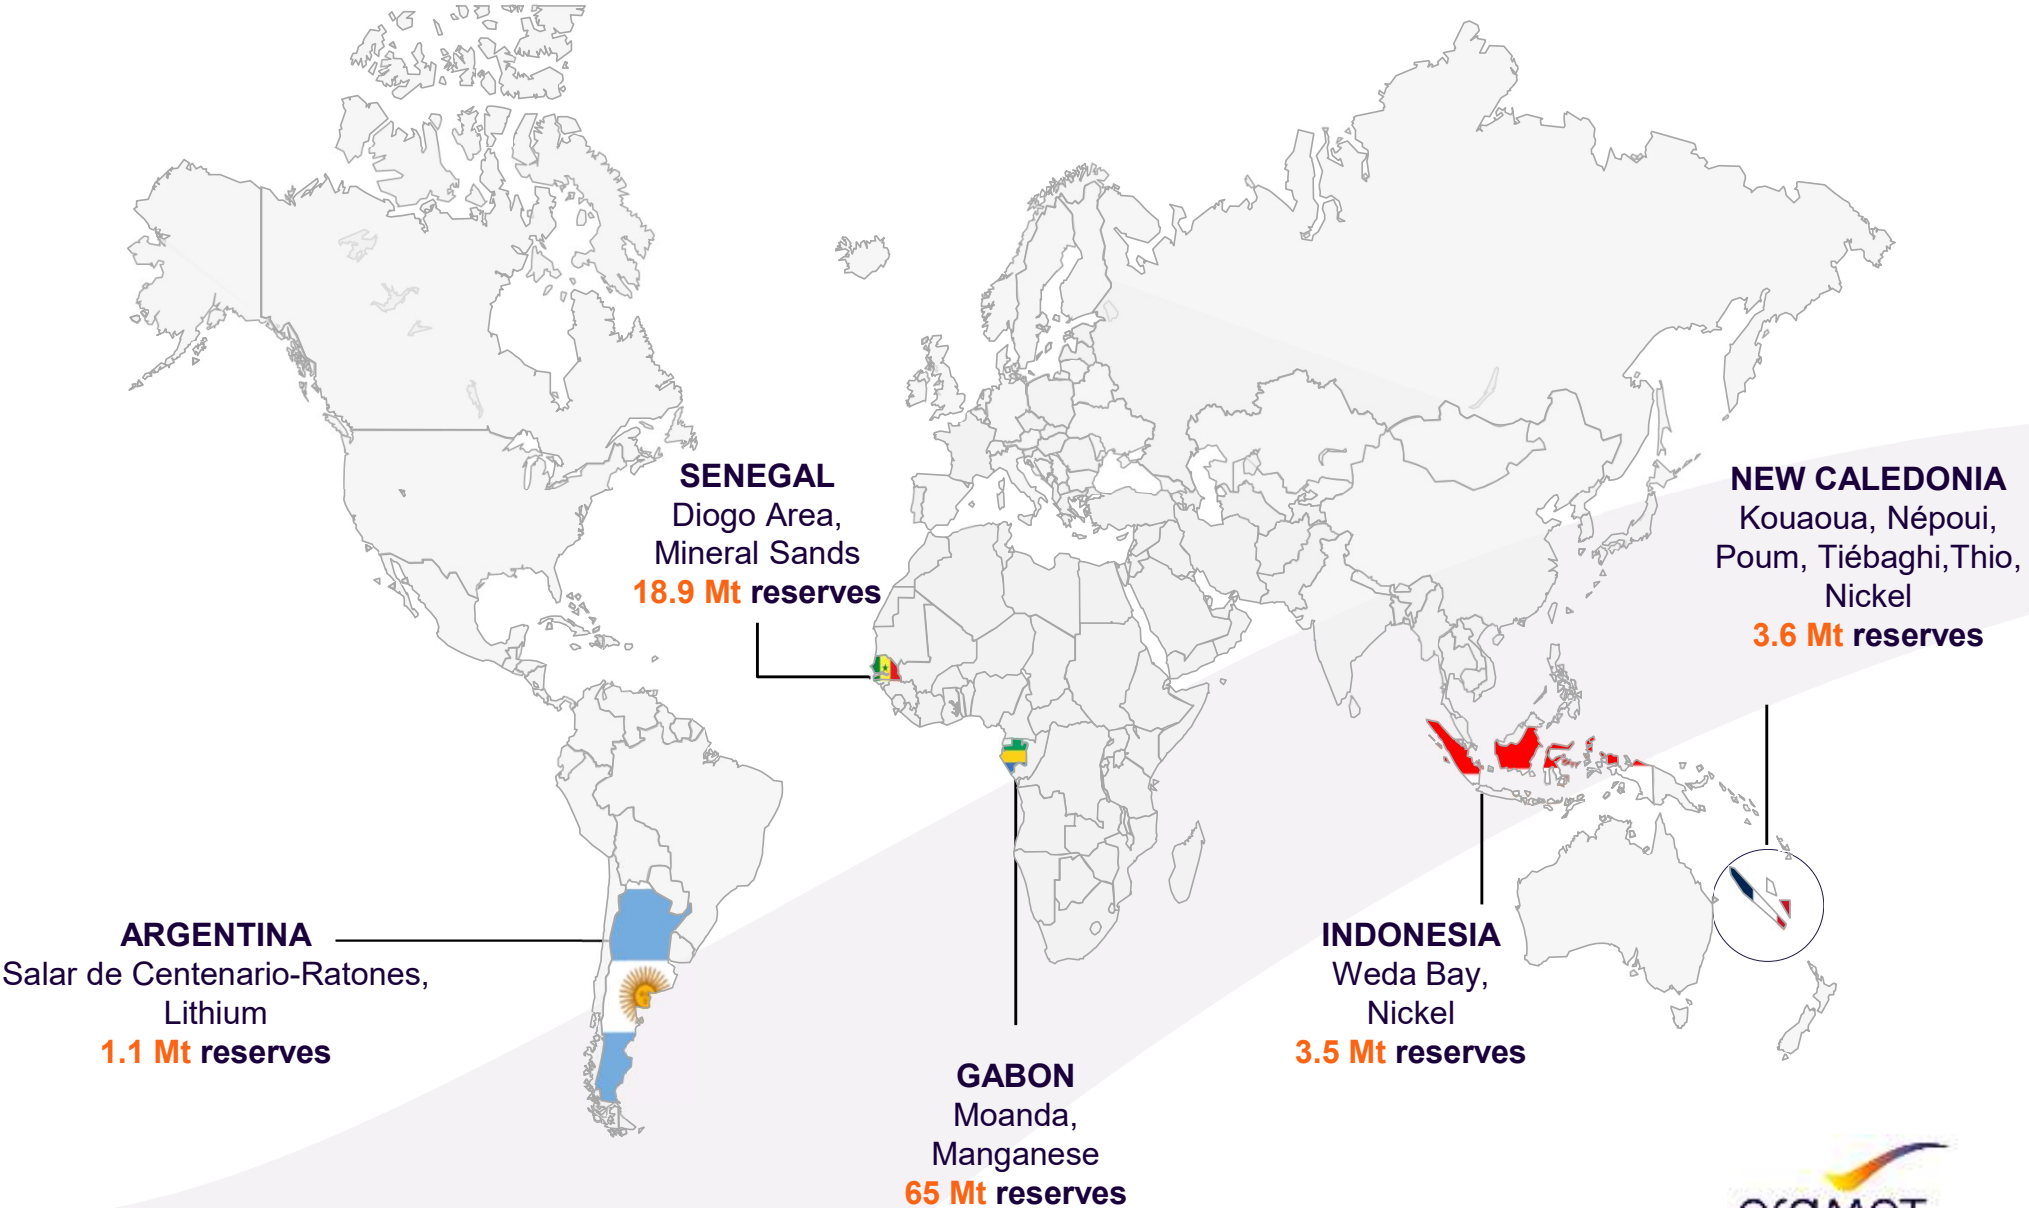 SENEGAL
Diogo Area,
Mineral Sands
18.9 Mt reserves
NEW CALEDONIA
Kouaoua, Népoui,
Poum, Tiébaghi,Thio,
Nickel
3.6 Mt reserves
ARGENTINA
Salar de Centenario-Ratones,
Lithium
1.1 Mt reserves
INDONESIA
Weda Bay,
Nickel
3.5 Mt reserves
GABON
Moanda,
Manganese
65 Mt reserves